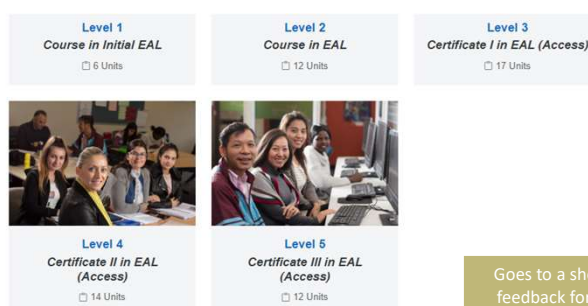 Level 1
Course in Initial EAL
6 Units
Level 2
Course in EAL
12 Units
Level 3
Certificate I in EAL (Access)
17 Units
Level 4
Certificate II in EAL
(Access)
14 Units
Level 5
Certificate III in EAL
(Access)
12 Units
Goes to a
feedback